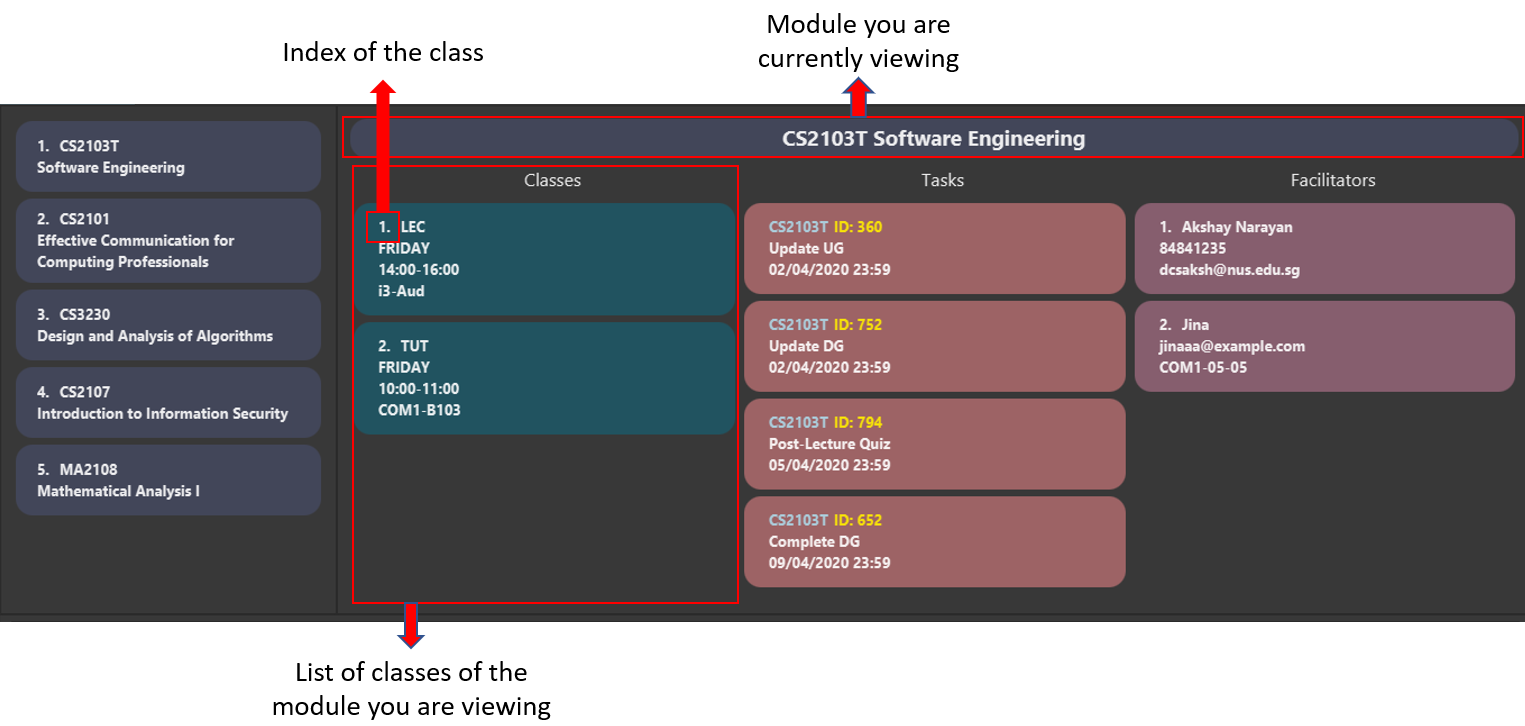 Index of the class
Module you are
currently viewing
1. CS2103T
Software Engineering
2. CS2101
Effective Communication for
Computing Professionals
3. CS3230
Design and Analysis of Algorithms
4. CS2107
Introduction to Information Security
5. MA2108
Mathematical Analysis I
CS2103T Software Engineering
Classes
1. LEC
FRIDAY
14:00-16:00
i3-Aud
2. TUT
FRIDAY
10:00-11:00
COM1-B103
Tasks
CS2103T ID: 360
Update UG
02/04/2020 23:59
CS2103T ID: 752
Update DG
02/04/2020 23:59
CS2103T ID: 794
Post-Lecture Quiz
05/04/2020 23:59
CS2103T ID: 652
Complete DG
09/04/2020 23:59
Facilitators
1. Akshay Narayan
84841235
dcsaksh@nus.edu.sg
2. Jina
jinaaa@example.com
COM1-05-05
List of classes of the
module you are viewing